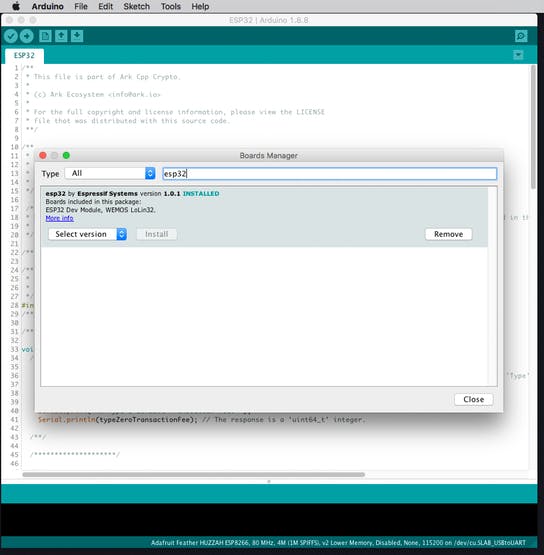 Arduino File Edit Sketch Tools Help
ESP32 | Arduino 1.8.8
ESP32
1 /**
2 * This file is part of Ark Cpp Crypto.
3 *
4 * (c) Ark Ecosystem <info@ark.io>
5 *
6 * For the full copyright and license information, please view the LICENSE
7 * file that was distributed with this source code.
8 **/
9
10 /**
11 *
12 *
13 *
14 *
15 */
16
17 /*
18 * d in th
19 *
20 */
21
22 /**
23
24 /**
25 *
26 *
27 */
28 #in
29 /**
30
31 /**
32
33 voi
34 /
35
36 'Type'
37
38
39
Boards Manager
Type All esp32
esp32 by Espressif Systems version 1.0.1 INSTALLED
Boards included in this package:
ESP32 Dev Module, WEMOS LoLin32.
More info
Select version Install Remove
Close
40
41 Serial.println(typeZeroTransactionFee); // The response is a 'uint64_t' integer.
42
43 /**/
44
45 /********************/
46
Adafruit Feather HUZZAH ESP8266, 80 MHz, 4M (1M SPIFFS), v2 Lower Memory, Disabled, None, 115200 on /dev/cu.SLAB_USBtoUART